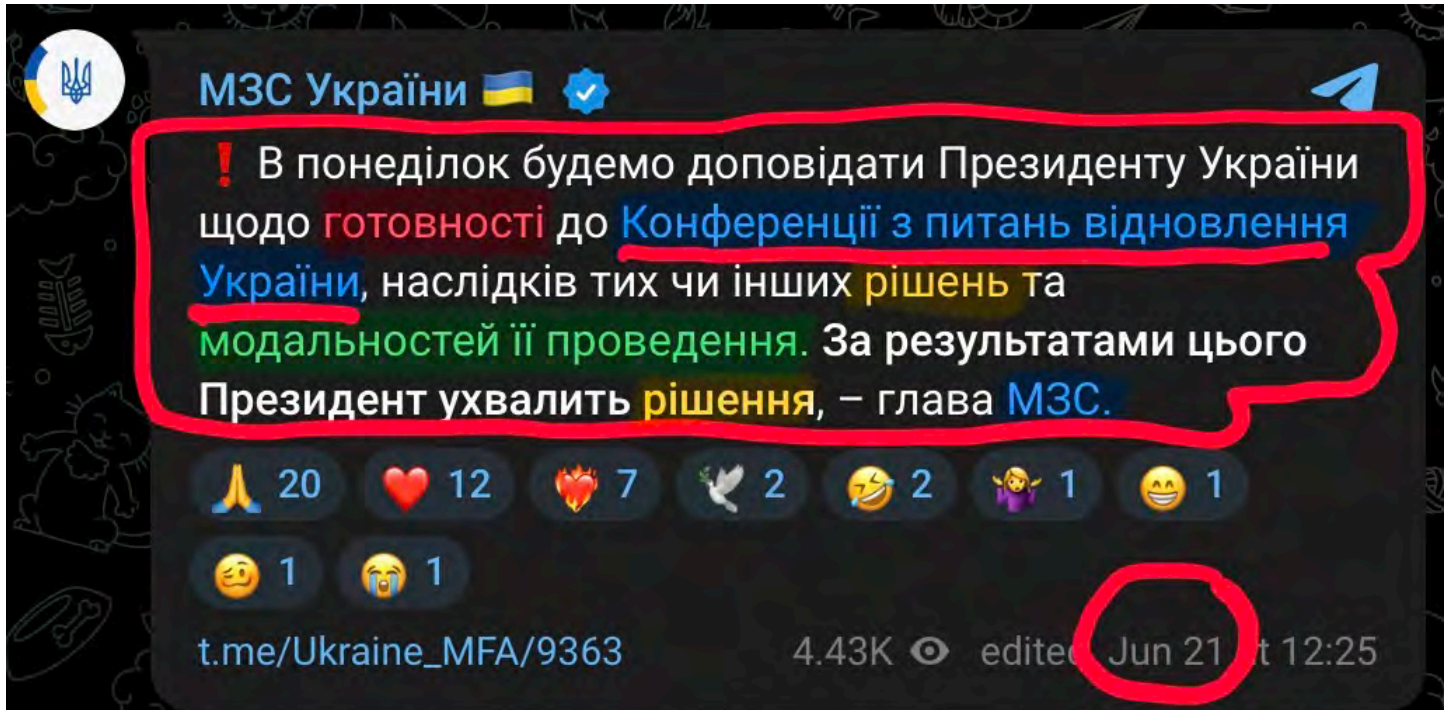 МЗС України
❗ В понеділок будемо доповідати Президенту України
щодо готовності до Конференції з питань відновлення
України, наслідків тих чи інших рішень та
модальностей її проведення. За результатами цього
Президент ухвалить рішення, – глава МЗС.
20 12 7 2 2 1 1
1 1
t.me/Ukraine_MFA/9363 4.43K edited Jun 21 at 12:25